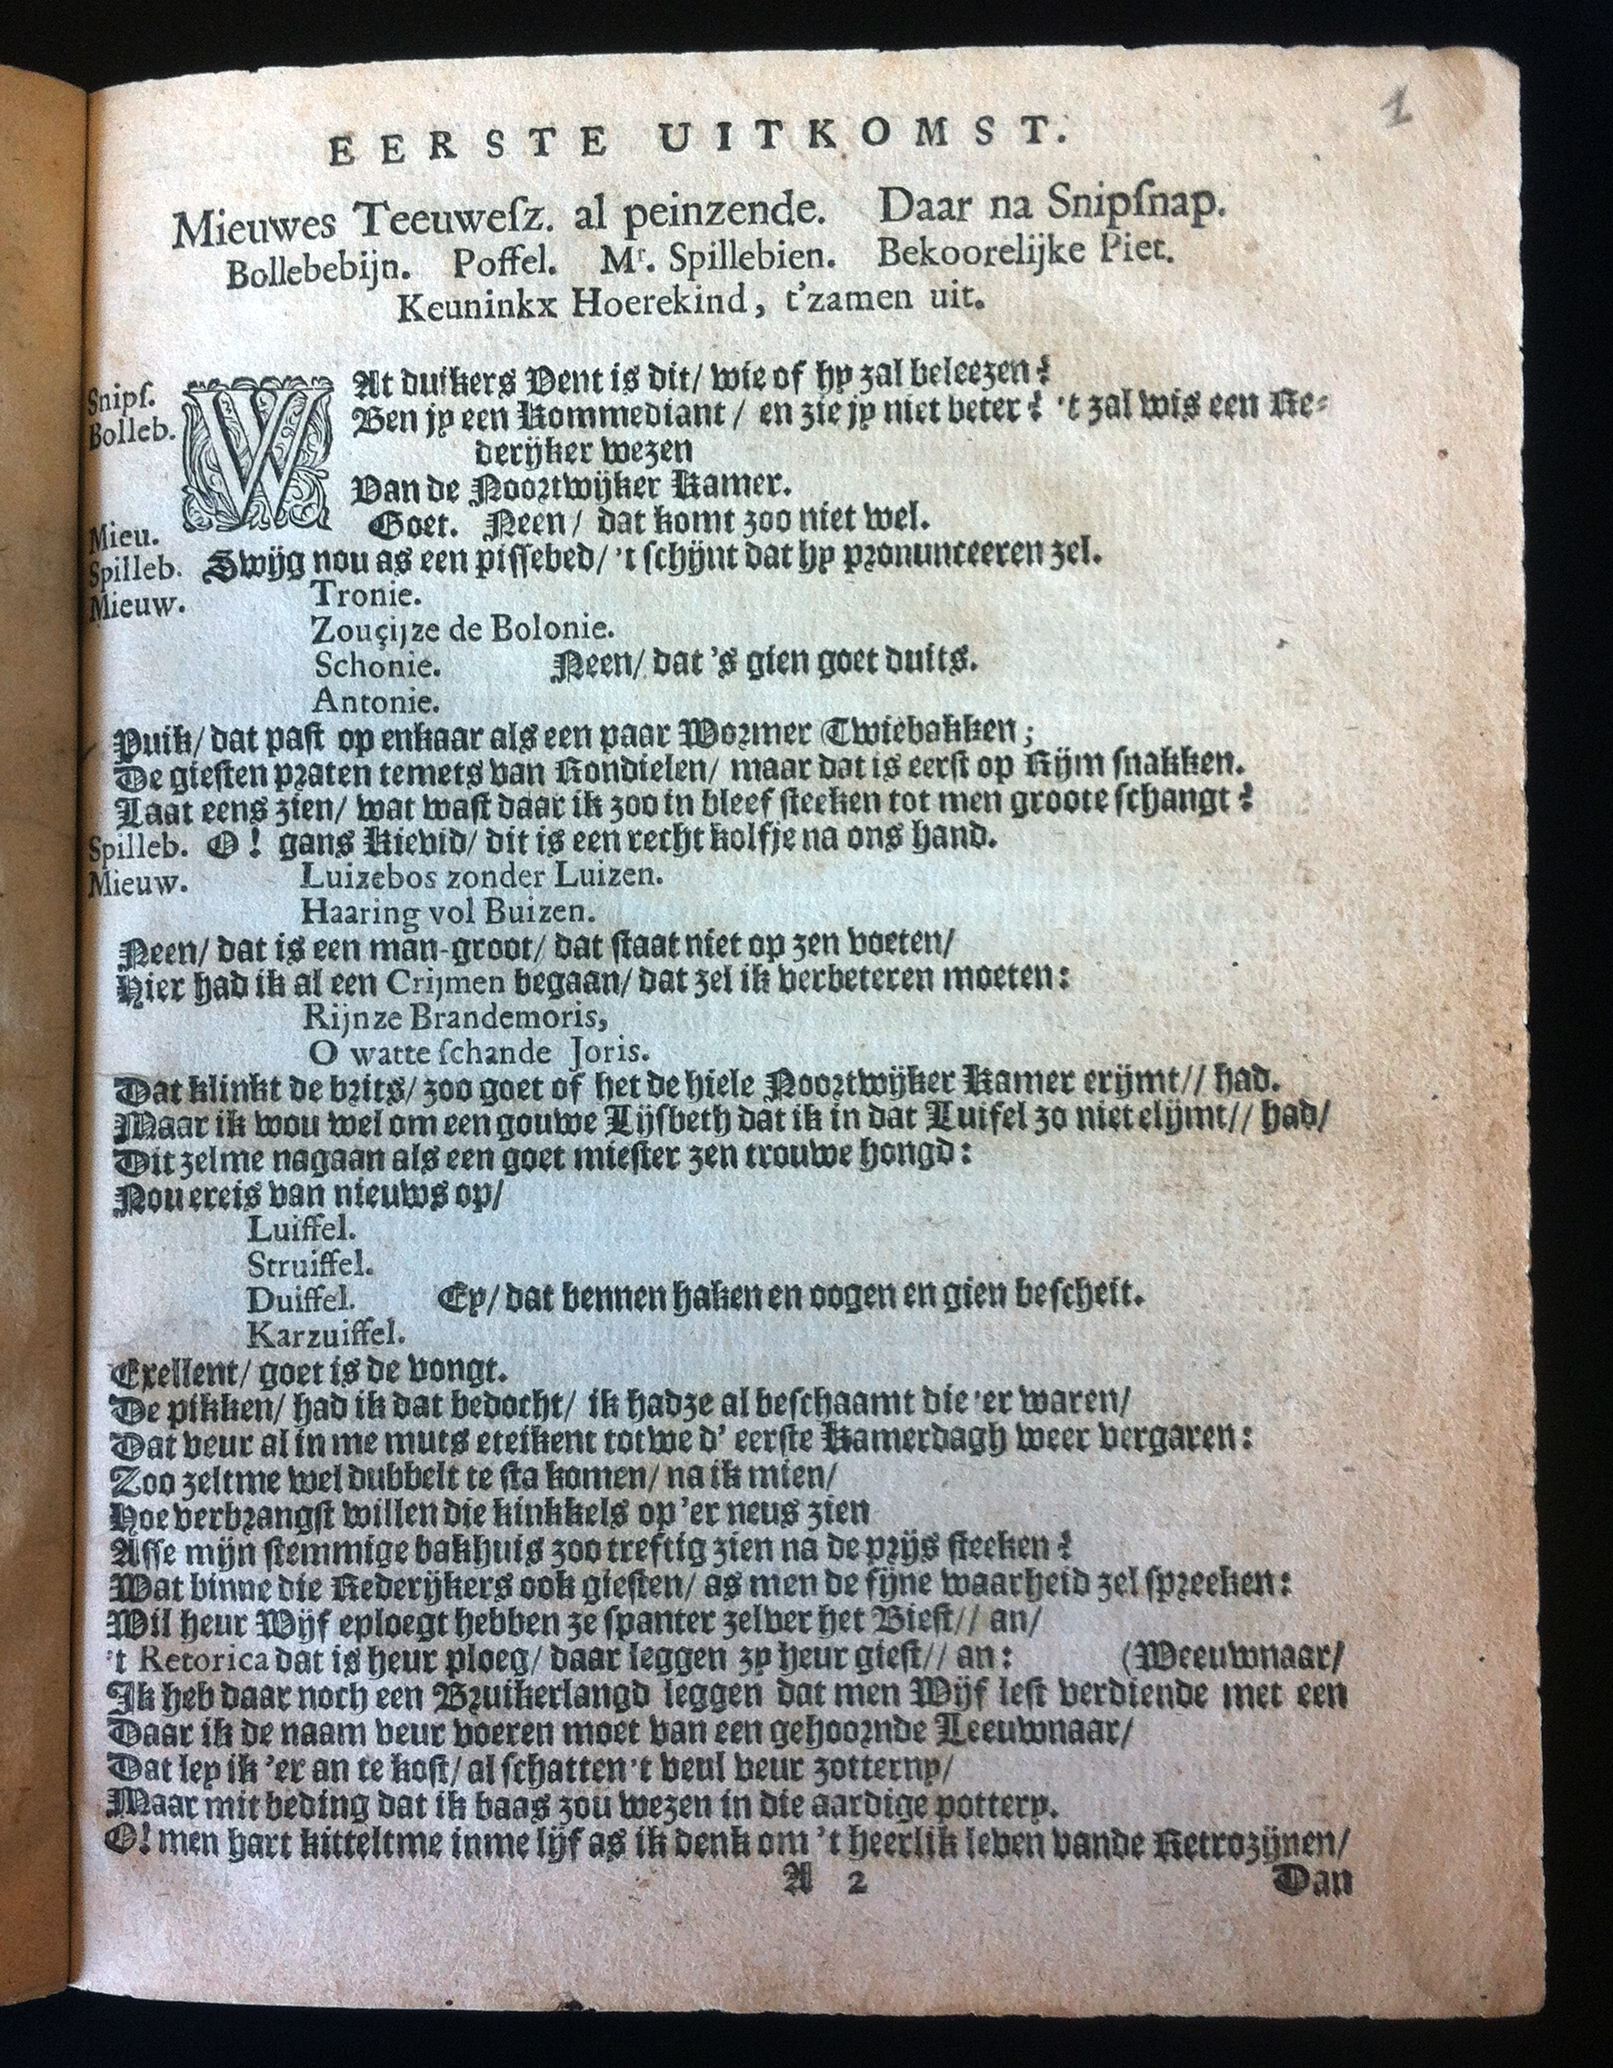 1
EERSTE UITKOMST.
Mieuwes Teeuweſz. al peinzende. Daar na Snipſnap.
Bollebebijn. Poffel. Mr. Spillebien. Bekoorelijke Piet.
Keuninkx Hoerekind, t'zamen uit.
Snipſ. WAt duikers Vent is dit/ wie of hy zal beleezen?
Bolleb. Ben jy een Kommediant/ en zie jy niet beter? 't zal wis een Re-
derijker wezen
Van de Noortwijker Kamer.
Mieu. Goet. Neen/ dat komt zoo niet wel.
Spilleb. Swijg nou as een pissebed/ 't schijnt dat hy pronunceeren zel.
Mieuw. Tronie.
Zouçijze de Bolonie.
Schonie. Neen/ dat 's gien goet duits.
Antonie.
Puik/ dat past op enkaar als een paar Wormer Twiebakken;
De giesten praten temets van Rondielen/ maar dat is eerst op Rijm snakken.
Laat eens zien/ wat wast daar ik zoo in bleef steeken tot men groote schangt?
Spilleb. O! gans Kievid/ dit is een recht kolfje na ons hand.
Mieuw. Luizebos zonder Luizen.
Haaring vol Buizen.
Neen/ dat is een man-groot/ dat staat niet op zen voeten/
Hier had ik al een Crijmen begaan/ dat zel ik verbeteren moeten:
Rijnze Brandemoris,
O watte ſchande Joris.
Dat klinkt de brits/ zoo goet of het de hiele Noortwijker Kamer erijmt// had.
Maar ik wou wel om een gouwe Lijsbeth dat ik in dat Luifel zo niet elijmt// had/
Dit zelme nagaan als een goet miester zen trouwe hongd:
Nou ereis van nieuws op/
Luiffel.
Struiffel.
Duiffel. Ey/ dat bennen haken en oogen en gien bescheit.
Karzuiffel.
Exellent/ goet is de vongt.
De pikken/ had ik dat bedocht/ ik hadze al beschaamt die 'er waren/
Dat veur al in me muts eteikent totwe d' eerste Kamerdagh weer vergaren:
Zoo zeltme wel dubbelt te sta komen/ na ik mien/
Hoe verbrangst willen die kinkkels op 'er neus zien
Asse mijn stemmige bakhuis zoo treftig zien na de prijs steeken?
Wat binne die Rederijkers ook giesten/ as men de fijne waarheid zel spreeken:
Wil heur Wijf eploegt hebben ze spanter zelver het Biest// an/
't Retorica dat is heur ploeg/ daar leggen zy heur giest// an: (Weeuwnaar/
Ik heb daar noch een Bruikerlangd leggen dat men Wijf lest verdiende met een
Daar ik de naam veur voeren moet van een gehoornde Leeuwnaar/
Dat ley ik 'er an te kost/ al schatten 't veul veur zotterny/
Maar mit beding dat ik baas zou wezen in die aardige pottery.
O! men hart kitteltme inme lijf as ik denk om 't heerlik leven vande Retrozijnen/
A 2 Dan